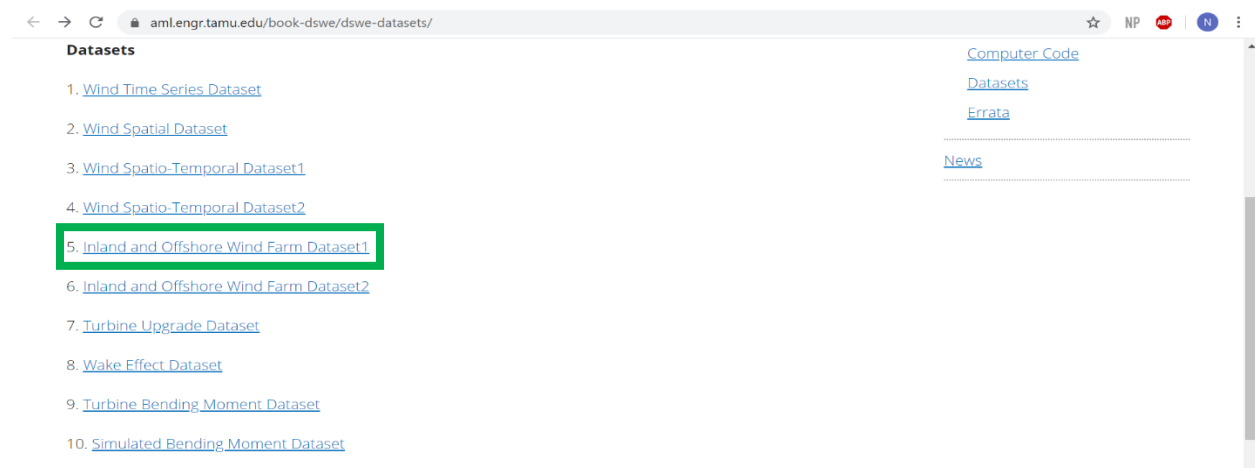 aml.engr.tamu.edu/book-dswe/dswe-datasets/
NP
ABP
N
Datasets
1. Wind Time Series Dataset
2. Wind Spatial Dataset
3. Wind Spatio-Temporal Dataset1
4. Wind Spatio-Temporal Dataset2
5. Inland and Offshore Wind Farm Dataset1
6. Inland and Offshore Wind Farm Dataset2
7. Turbine Upgrade Dataset
8. Wake Effect Dataset
9. Turbine Bending Moment Dataset
10. Simulated Bending Moment Dataset
Computer Code
Datasets
Errata
News